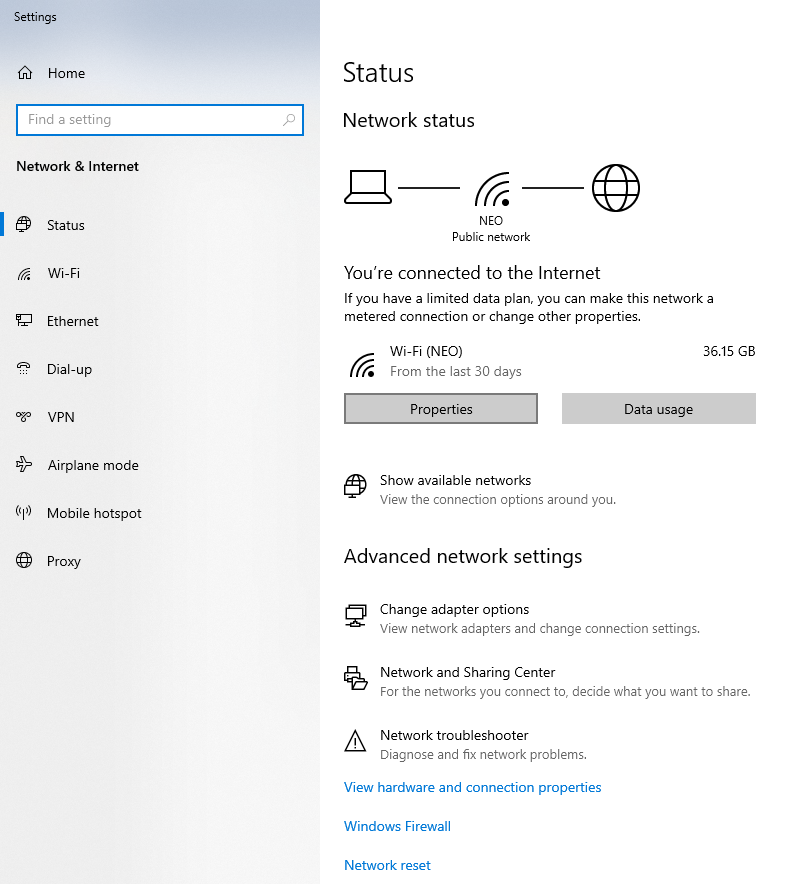 Settings
Home
Find a setting
Network & Internet
Status
Wi-Fi
Ethernet
Dial-up
VPN
Airplane mode
Mobile hotspot
Proxy
Status
Network status
NEO
Public network
You're connected to the Internet
If you have a limited data plan, you can make this network a
metered connection or change other properties.
Wi-Fi (NEO) 36.15 GB
From the last 30 days
Properties Data usage
Show available networks
View the connection options around you.
Advanced network settings
Change adapter options
View network adapters and change connection settings.
Network and Sharing Center
For the networks you connect to, decide what you want to share.
Network troubleshooter
Diagnose and fix network problems.
View hardware and connection properties
Windows Firewall
Network reset